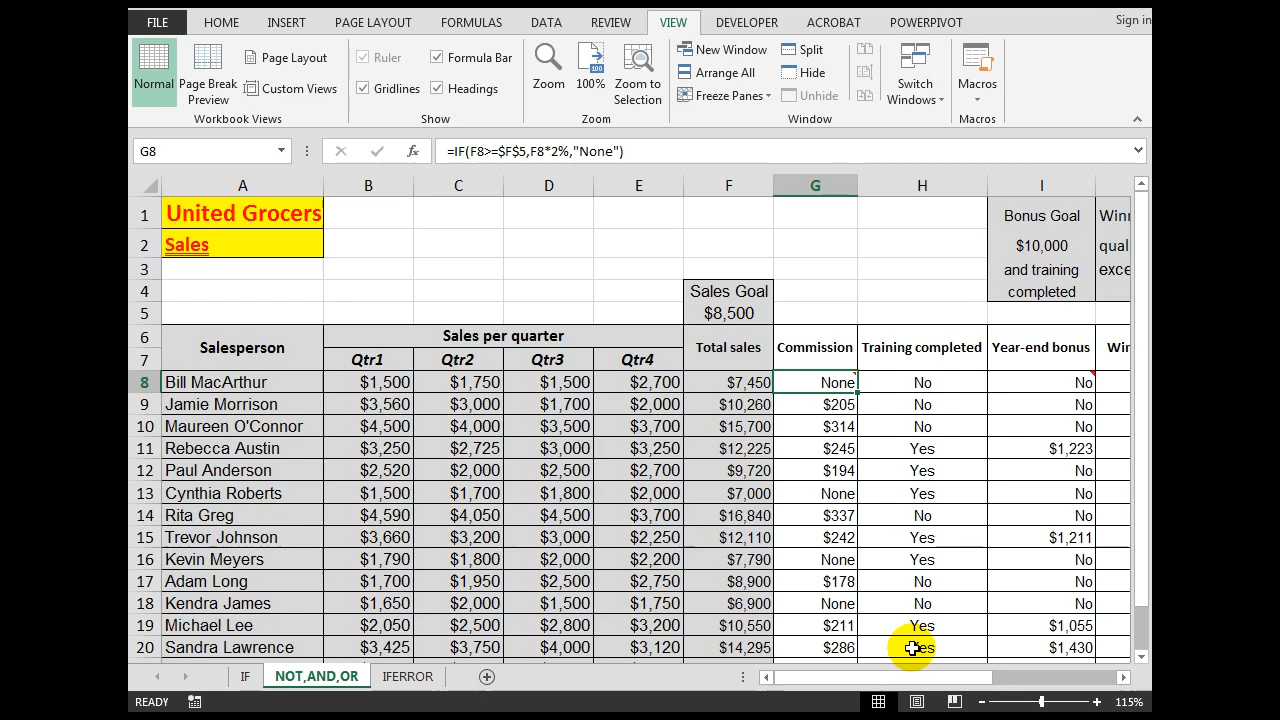 FILE HOME INSERT PAGE LAYOUT FORMULAS DATA REVIEW VIEW DEVELOPER ACROBAT POWERPIVOT Sign in
Normal Page Break Preview Page Layout Custom Views
Workbook Views
Ruler Formula Bar
Gridlines Headings
Show
Zoom 100% Zoom to Selection
Zoom
New Window Split
Arrange All Hide
Freeze Panes Unhide
Switch Windows
Window
Macros
Macros
G8 fx =IF(F8>=$F$5,F8*2%,"None")
A B C D E F G H I
1 United Grocers Bonus Goal
2 Sales $10,000 qual
3 and training exce
4 Sales Goal completed
5 $8,500
6 Salesperson Sales per quarter Total sales Commission Training completed Year-end bonus
7 Qtr1 Qtr2 Qtr3 Qtr4
8 Bill MacArthur $1,500 $1,750 $1,500 $2,700 $7,450 None No No
9 Jamie Morrison $3,560 $3,000 $1,700 $2,000 $10,260 $205 No No
10 Maureen O'Connor $4,500 $4,000 $3,500 $3,700 $15,700 $314 No No
11 Rebecca Austin $3,250 $2,725 $3,000 $3,250 $12,225 $245 Yes $1,223
12 Paul Anderson $2,520 $2,000 $2,500 $2,700 $9,720 $194 Yes No
13 Cynthia Roberts $1,500 $1,700 $1,800 $2,000 $7,000 None Yes No
14 Rita Greg $4,590 $4,050 $4,500 $3,700 $16,840 $337 No No
15 Trevor Johnson $3,660 $3,200 $3,000 $2,250 $12,110 $242 Yes $1,211
16 Kevin Meyers $1,790 $1,800 $2,000 $2,200 $7,790 None Yes No
17 Adam Long $1,700 $1,950 $2,500 $2,750 $8,900 $178 No No
18 Kendra James $1,650 $2,000 $1,500 $1,750 $6,900 None No No
19 Michael Lee $2,050 $2,500 $2,800 $3,200 $10,550 $211 Yes $1,055
20 Sandra Lawrence $3,425 $3,750 $4,000 $3,120 $14,295 $286 Yes $1,430
IF NOT,AND,OR IFERROR
READY 115%